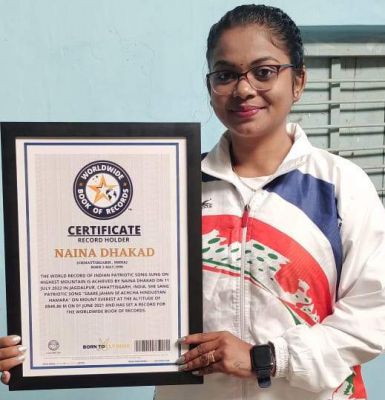 WORLDWIDE
BOOK OF RECORDS
CERTIFICATE
RECORD HOLDER
NAINA DHAKAD
THE WORLD RECORD OF INDIAN PATRIOTIC SONG SUNG ON
HIGHEST MOUNTAIN IS ACHIEVED BY NAINA DHAKAD ON 11
JULY,2022 IN JAGDALPUR, CHHATTISGARH, INDIA. SHE SANG
PATRIOTIC SONG "SAARE JAHAN SE ACHCHA HINDUSTAN
HAMARA" ON MOUNT EVEREST AT THE ALTITUDE OF
ON 01 JUNE 2021 AND HAS SET A RECORD FOR
THE WORLDWIDE BOOK OF RECORDS.
BORN TO